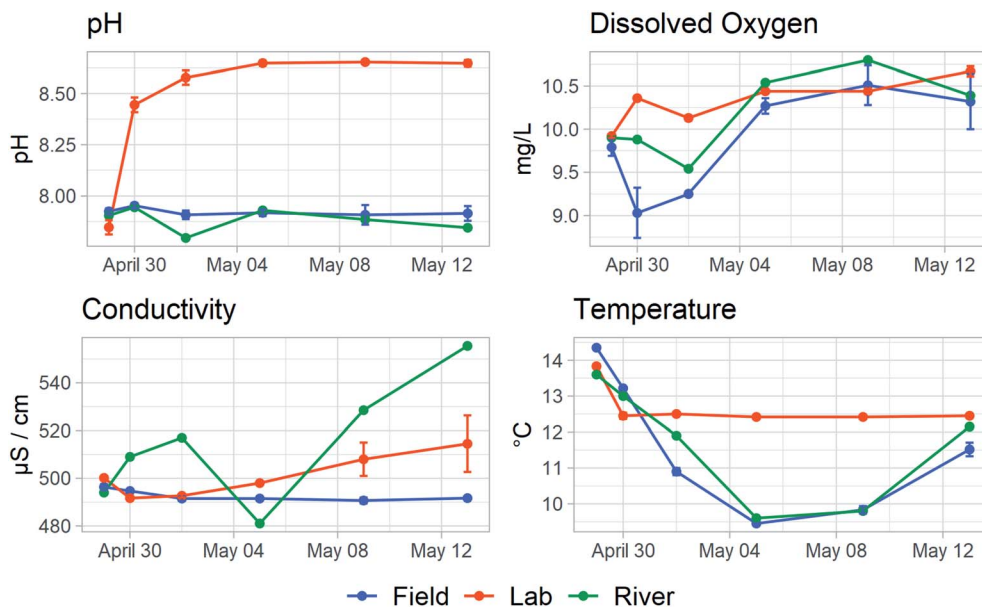 pH
pH
8.50
8.25
8.00
April 30 May 04 May 08 May 12
Dissolved Oxygen
mg/L
10.5
10.0
9.5
9.0
April 30 May 04 May 08 May 12
Conductivity
µS / cm
540
520
500
480
April 30 May 04 May 08 May 12
Temperature
°C
14
13
12
11
10
April 30 May 04 May 08 May 12
Field Lab River